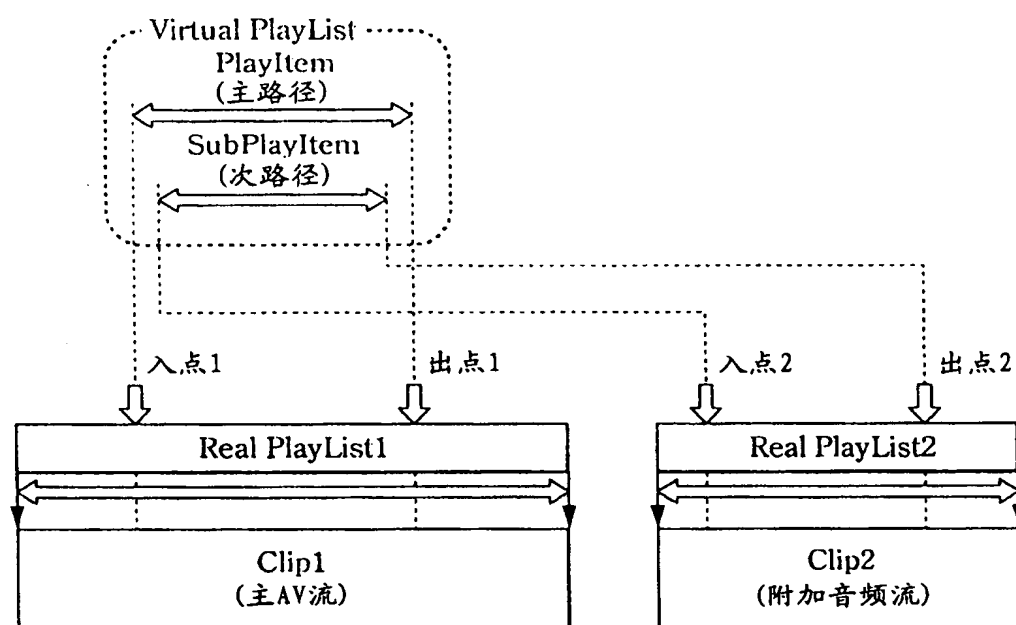 Virtual PlayList
PlayItem
(主路径)
SubPlayItem
(次路径)
入点1
出点1
入点2
出点2
Real PlayList1
Real PlayList2
Clip1
(主AV流)
Clip2
(附加音频流)